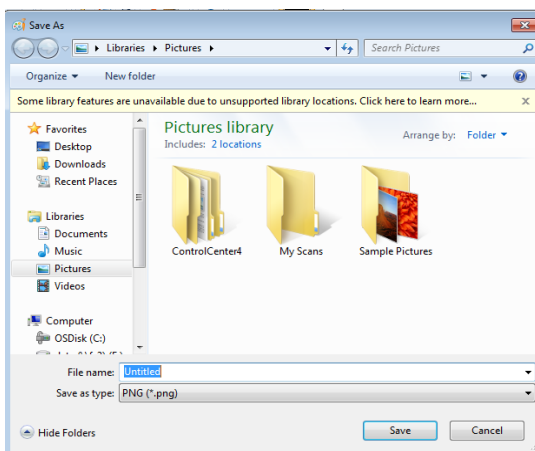 Save As
Libraries Pictures
Search Pictures
Organize New folder
Some library features are unavailable due to unsupported library locations. Click here to learn more...
Favorites
Desktop
Downloads
Recent Places
Libraries
Documents
Music
Pictures
Videos
Computer
OSDisk (C:)
Pictures library
Includes: 2 locations
Arrange by: Folder
ControlCenter4
My Scans
Sample Pictures
File name: Untitled
Save as type: PNG (*.png)
Hide Folders
Save
Cancel